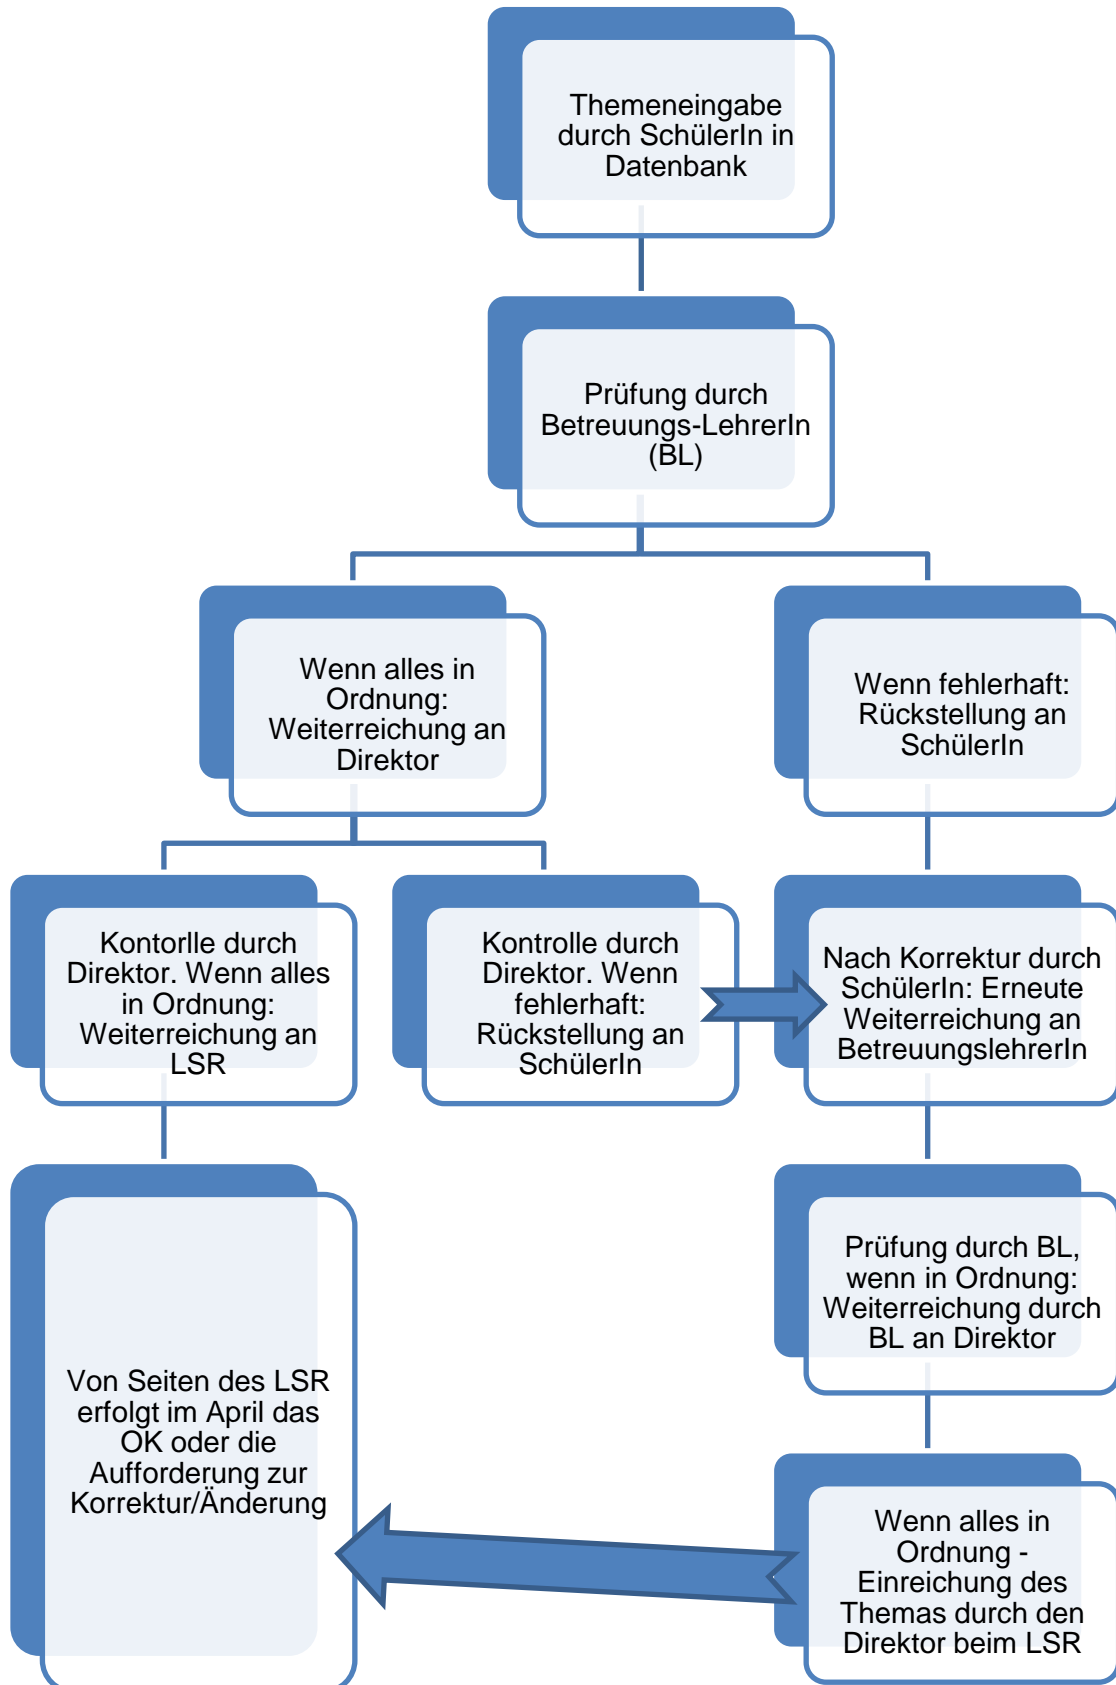 Themeneingabe
durch SchülerIn in
Datenbank
Prüfung durch
Betreuungs-LehrerIn
(BL)
Wenn alles in
Ordnung:
Weiterreichung an
Direktor
Wenn fehlerhaft:
Rückstellung an
SchülerIn
Kontorlle durch
Direktor. Wenn alles
in Ordnung:
Weiterreichung an
LSR
Kontrolle durch
Direktor. Wenn
fehlerhaft:
Rückstellung an
SchülerIn
Nach Korrektur durch
SchülerIn: Erneute
Weiterreichung an
BetreuungslehrerIn
Prüfung durch BL,
wenn in Ordnung:
Weiterreichung durch
BL an Direktor
Von Seiten des LSR
erfolgt im April das
OK oder die
Aufforderung zur
Korrektur/Änderung
Wenn alles in
Ordnung -
Einreichung des
Themas durch den
Direktor beim LSR